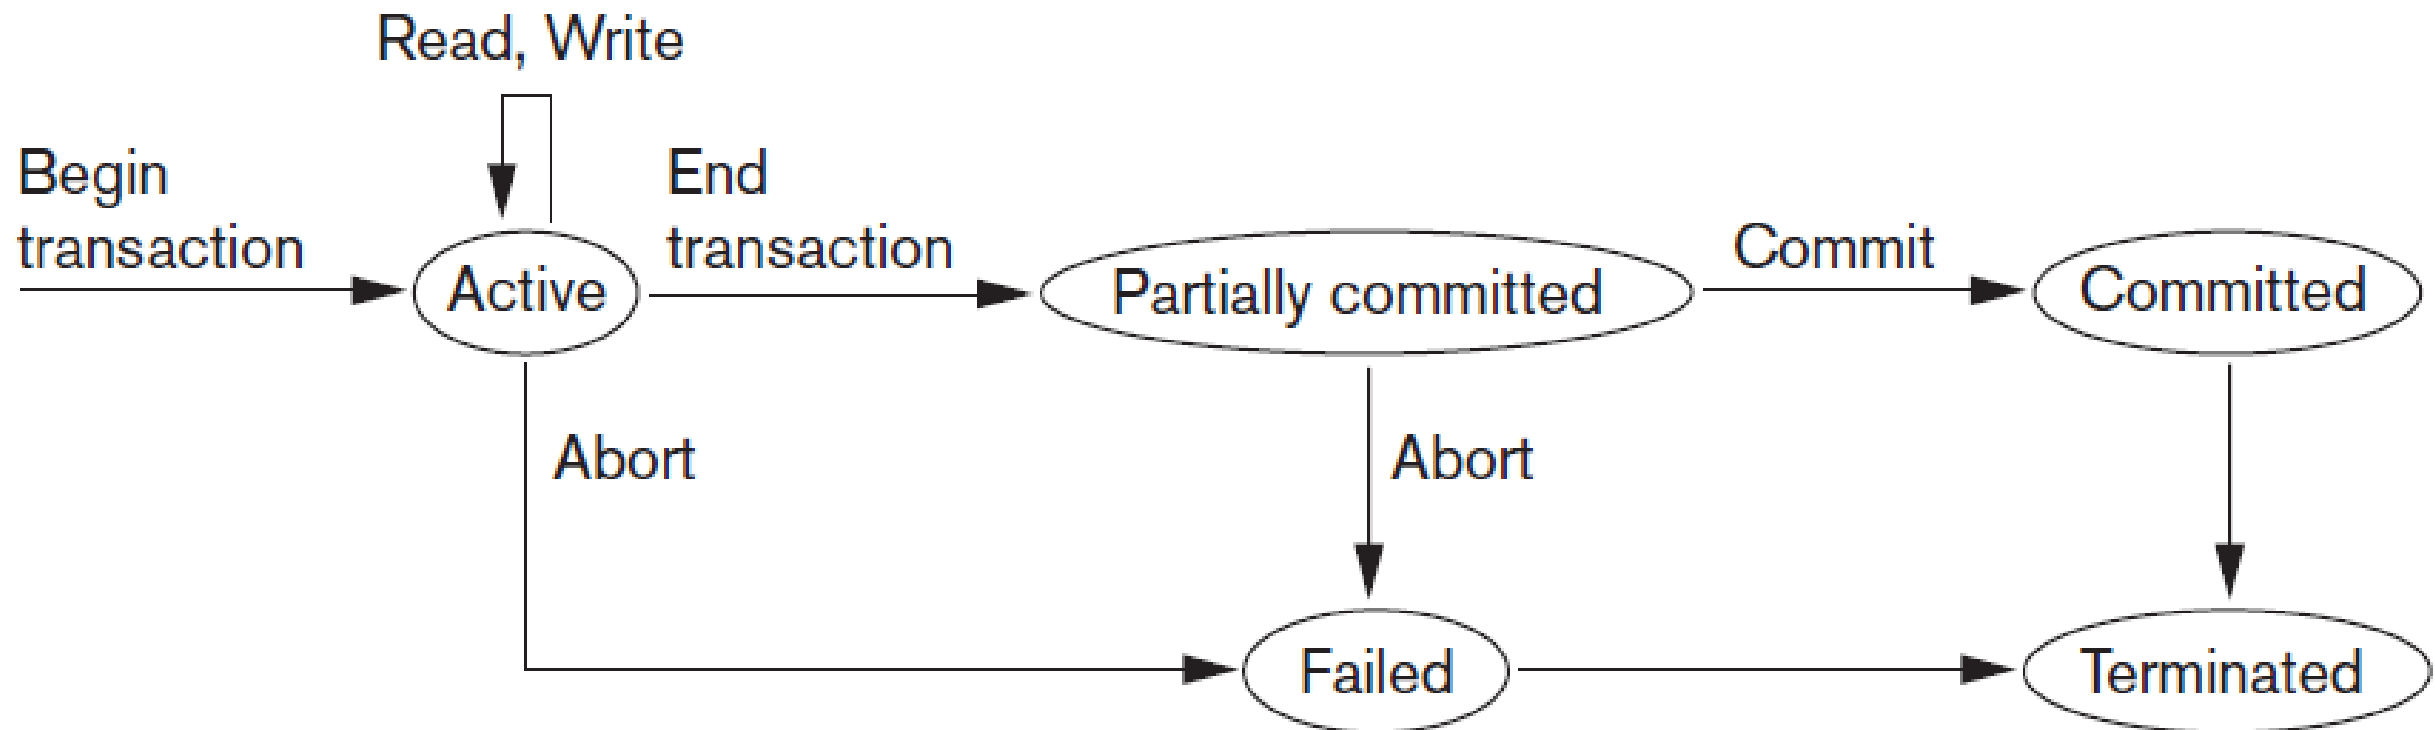 Read, Write
Begin
transaction
End
transaction
Active
Partially committed
Commit
Committed
Abort
Abort
Failed
Terminated